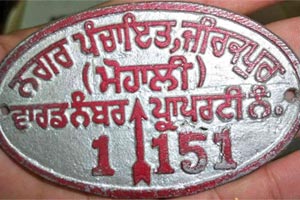 ਨਗਰ ਪੰਚਾਇਤ, ਜੀਰਕਪੁਰ
(ਮੋਹਾਲੀ)
ਵਾਰਡ ਨੰਬਰ ਪ੍ਰਾਪਰਟੀ ਨੰ.
1 151